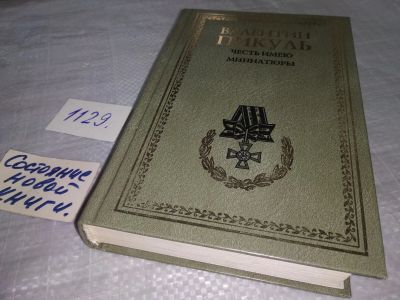 ВАЛЕНТИН
ПИКУЛЬ
ЧЕСТЬ ИМЕЮ
МИНИАТЮРЫ
1129.
Состояние
новой
книги.